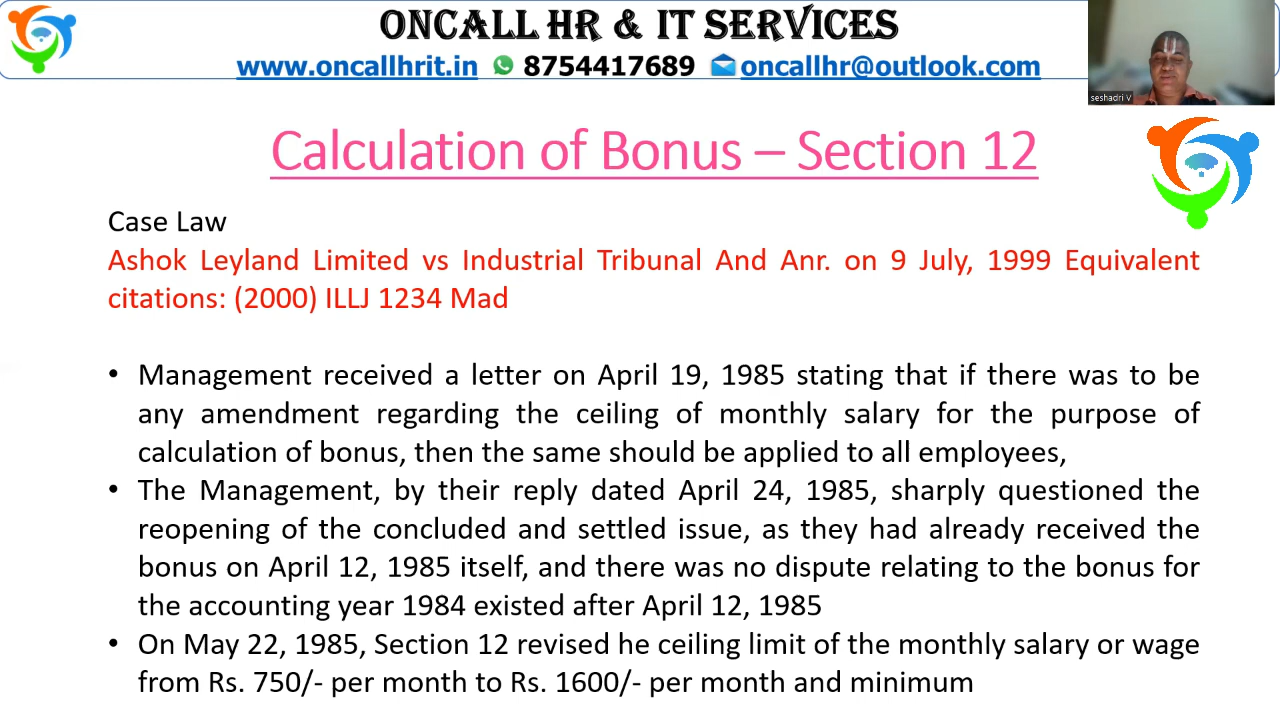 ONCALL HR & IT SERVICES
www.oncallhrit.in 8754417689 oncallhr@outlook.com
seshadri V
Calculation of Bonus – Section 12
Case Law
Ashok Leyland Limited vs Industrial Tribunal And Anr. on 9 July, 1999 Equivalent
citations: (2000) ILLJ 1234 Mad
• Management received a letter on April 19, 1985 stating that if there was to be
any amendment regarding the ceiling of monthly salary for the purpose of
calculation of bonus, then the same should be applied to all employees,
• The Management, by their reply dated April 24, 1985, sharply questioned the
reopening of the concluded and settled issue, as they had already received the
bonus on April 12, 1985 itself, and there was no dispute relating to the bonus for
the accounting year 1984 existed after April 12, 1985
• On May 22, 1985, Section 12 revised he ceiling limit of the monthly salary or wage
from Rs. 750/- per month to Rs. 1600/- per month and minimum